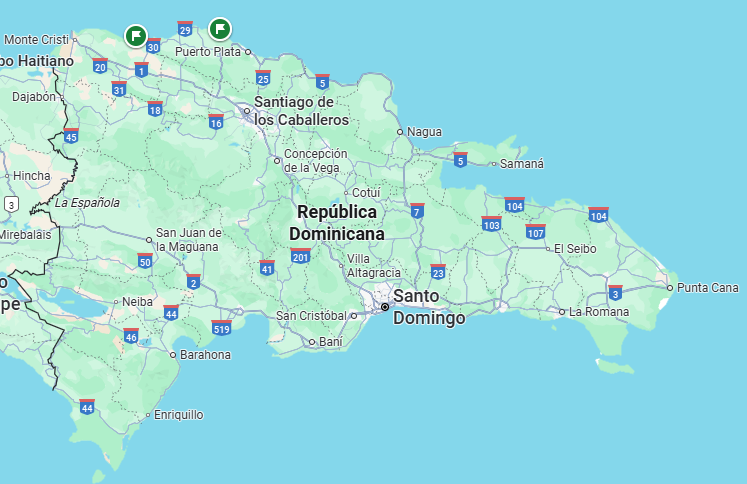 29
Monte Cristi
30
Puerto Plata
bo Haitiano
20
1
25
5
31
Dajabón
18
Santiago de
los Caballeros
16
45
Nagua
Concepción
de la Vega
5
Samaná
Hincha
Cotuí
3
La Española
104
7
República
Dominicana
104
103
107
Mirebalais
San Juan de
la Maguana
El Seibo
201
50
41
Villa
Altagracia
23
2
Punta Cana
o
pe
Neiba
44
3
Santo
Domingo
San Cristóbal
La Romana
519
46
Baní
Barahona
44
Enriquillo